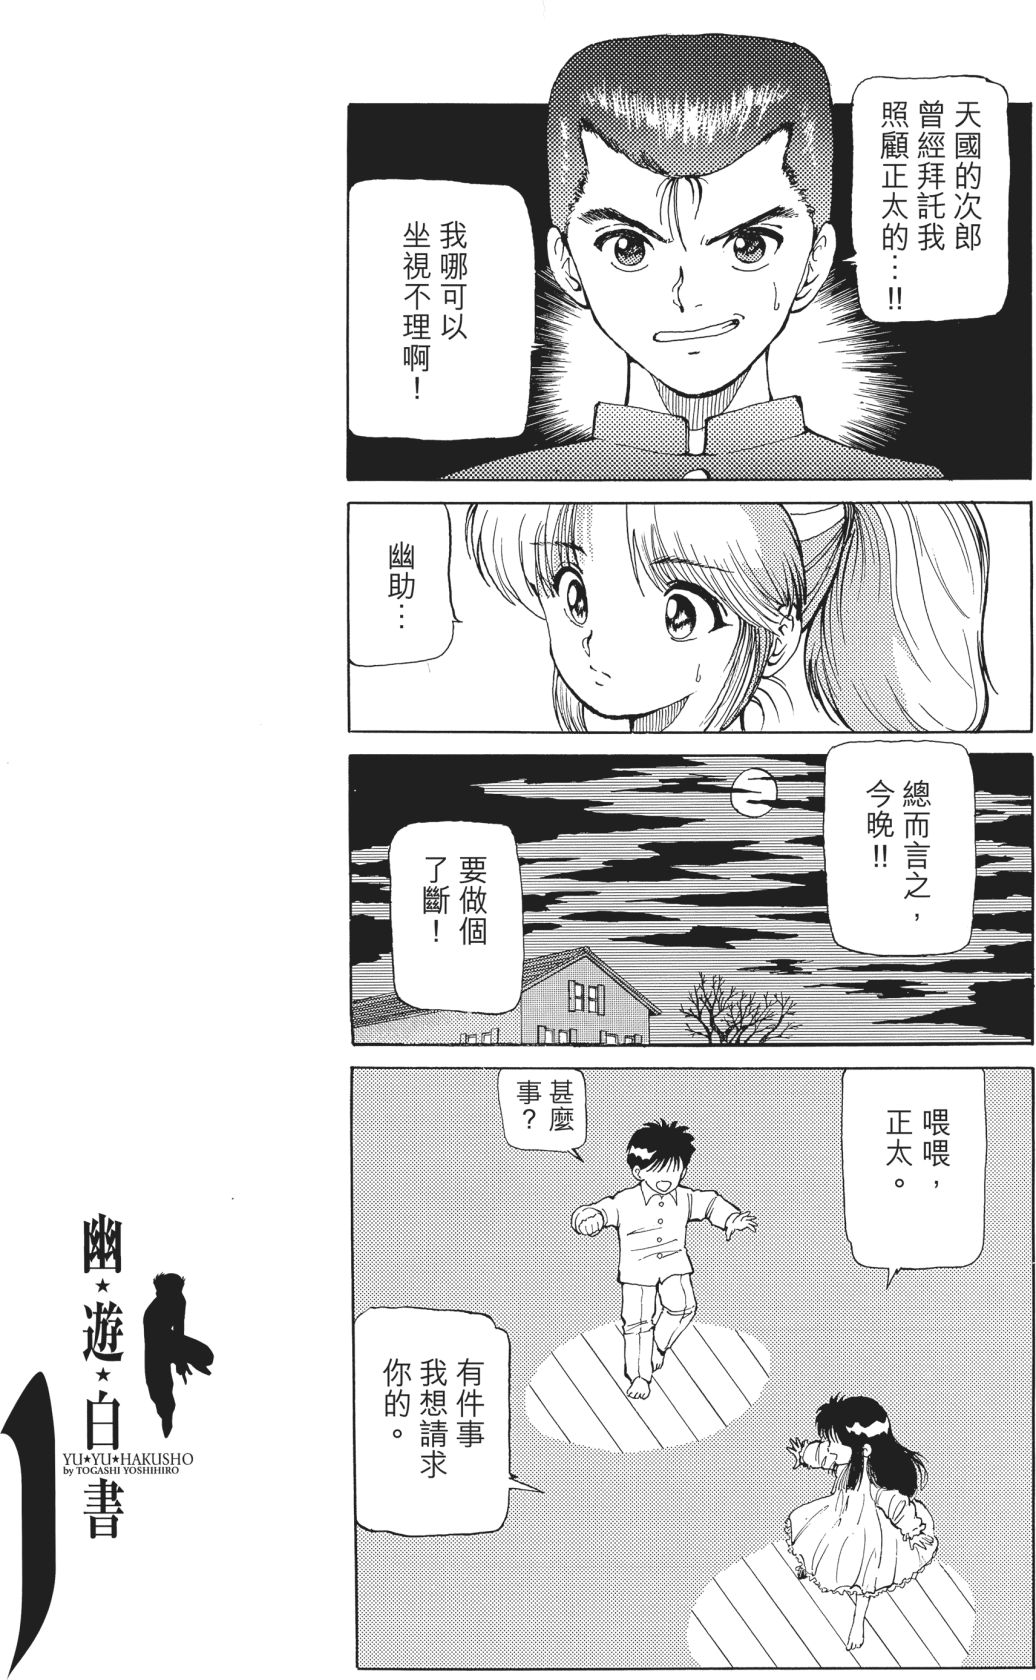 天國的次郎
曾經拜託我
照顧正太的…!!
我哪可以
坐視不理啊！
幽助…
總而言之，
今晚!!
要做個
了斷！
喂喂，
正太。
甚麼
事？
有件事
我想請求
你的。
幽★遊★白書
YU★YU★HAKUSHO
by TOGASHI YOSHIHIRO